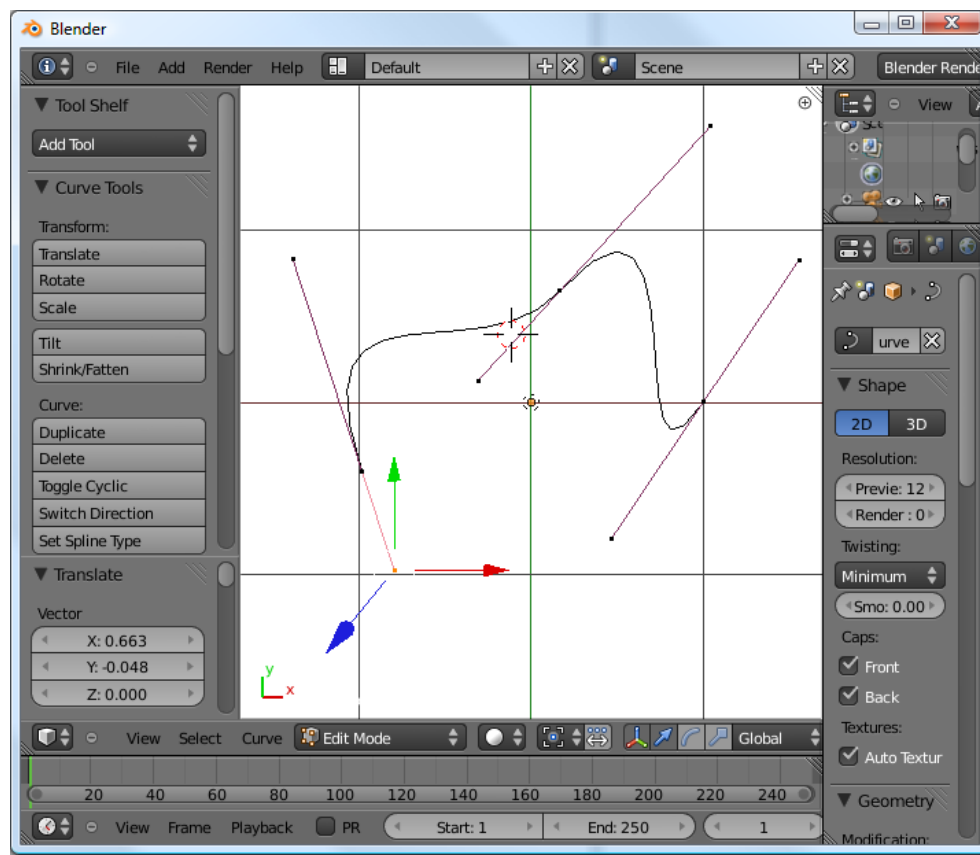 Blender
File Add Render Help Default Scene Blender Rende
Tool Shelf
Add Tool
Curve Tools
Transform:
Translate
Rotate
Scale
Tilt
Shrink/Fatten
Curve:
Duplicate
Delete
Toggle Cyclic
Switch Direction
Set Spline Type
Translate
Vector
X: 0.663
Y: -0.048
Z: 0.000
y
x
View
urve
Shape
2D 3D
Resolution:
Previe: 12
Render : 0
Twisting:
Minimum
Smo: 0.00
Caps:
Front
Back
Textures:
Auto Textur
Geometry
Modification:
View Select Curve Edit Mode Global
20 40 60 80 100 120 140 160 180 200 220 240
View Frame Playback PR Start: 1 End: 250 1